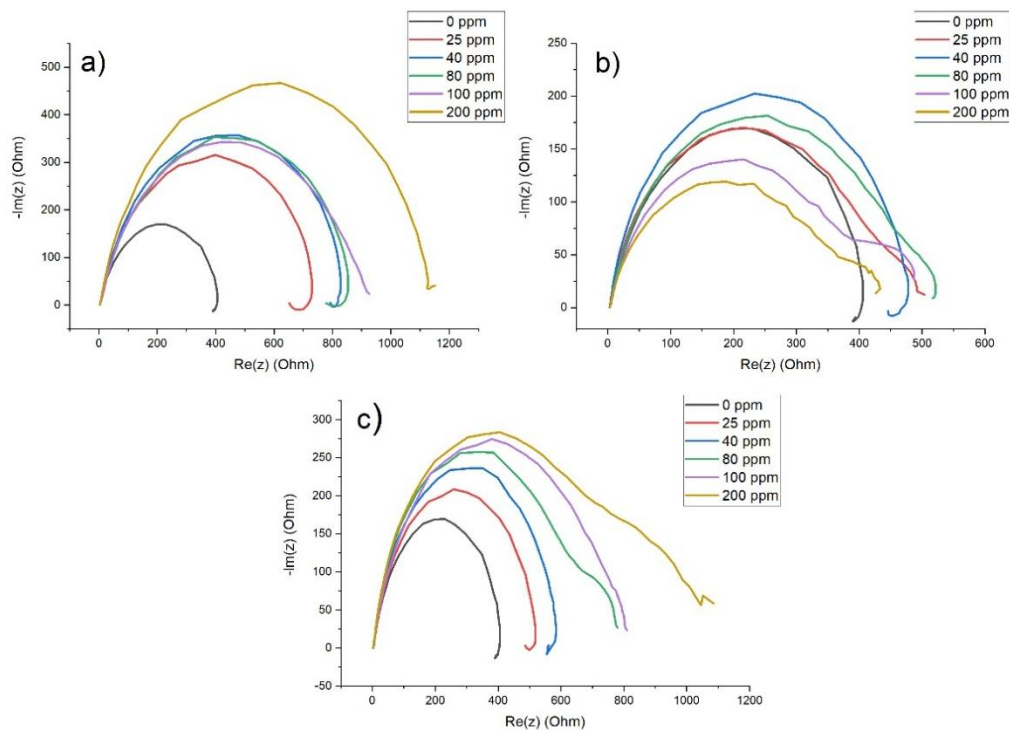 a)
0 ppm
25 ppm
40 ppm
80 ppm
100 ppm
200 ppm
500
400
300
200
100
0
-Im(z) (Ohm)
0 200 400 600 800 1000 1200
Re(z) (Ohm)
b)
0 ppm
25 ppm
40 ppm
80 ppm
100 ppm
200 ppm
250
200
150
100
50
0
-Im(z) (Ohm)
0 100 200 300 400 500 600
Re(z) (Ohm)
c)
0 ppm
25 ppm
40 ppm
80 ppm
100 ppm
200 ppm
300
250
200
150
100
50
0
-50
-Im(z) (Ohm)
0 200 400 600 800 1000 1200
Re(z) (Ohm)